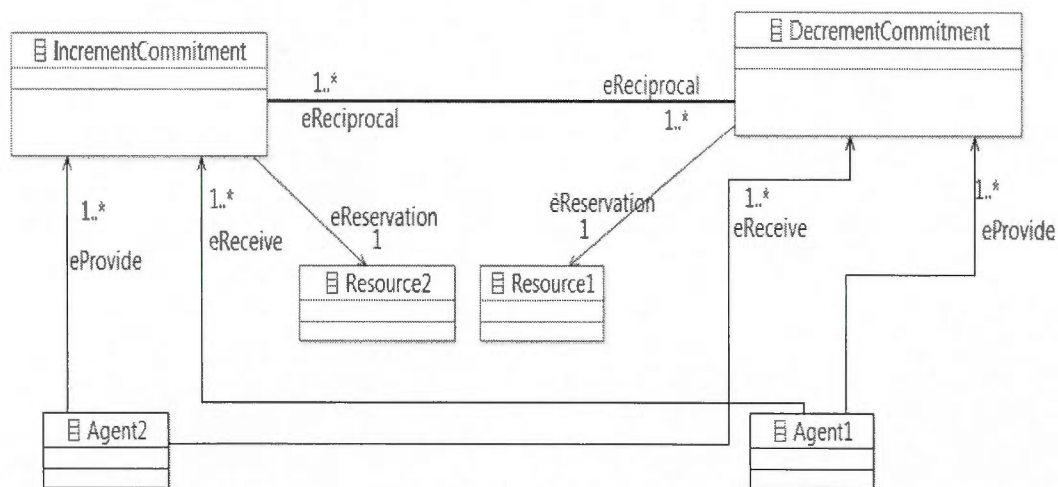 IncrementCommitment
DecrementCommitment
1..*
eReciprocal
eReciprocal
1..*
1..*
eProvide
1..*
eReceive
eReservation
1
eReservation
1
1..*
eReceive
1..*
eProvide
Resource2
Resource1
Agent2
Agent1